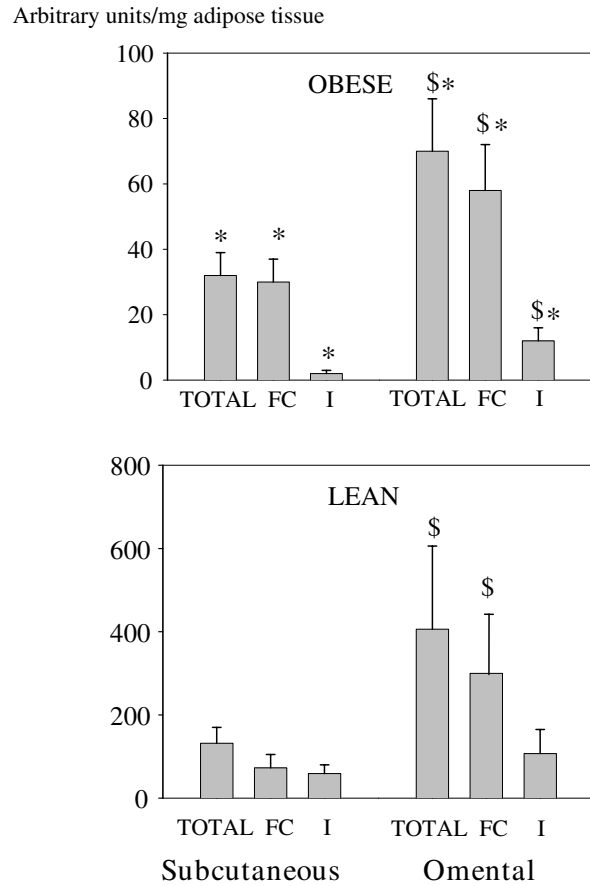 Arbitrary units/mg adipose tissue
100
80
60
40
20
0
OBESE
* * *
$* $* $*
TOTAL FC I TOTAL FC I
800
600
400
200
0
LEAN
$ $
TOTAL FC I TOTAL FC I
Subcutaneous Omental